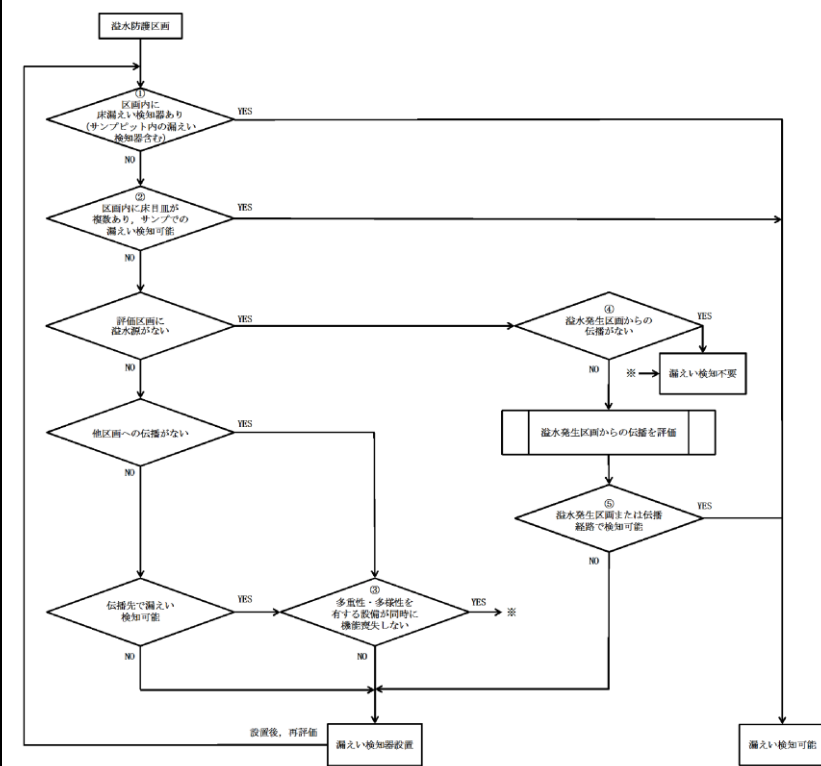 溢水防護区画
①
区画内に
床漏えい検知器あり
(サンプピット内の漏えい
検知器含む)
YES
NO
②
区画内に床目皿が
複数あり，サンプでの
漏えい検知可能
YES
NO
評価区画に
溢水源がない
YES
NO
④
溢水発生区画からの
伝播がない
YES
NO
※
漏えい検知不要
他区画への伝播がない
YES
NO
溢水発生区画からの伝播を評価
⑤
溢水発生区画または伝播
経路で検知可能
YES
NO
伝播先で漏えい
検知可能
YES
NO
③
多重性・多様性を
有する設備が同時に
機能喪失しない
YES
※
NO
設置後，再評価
漏えい検知器設置
漏えい検知可能